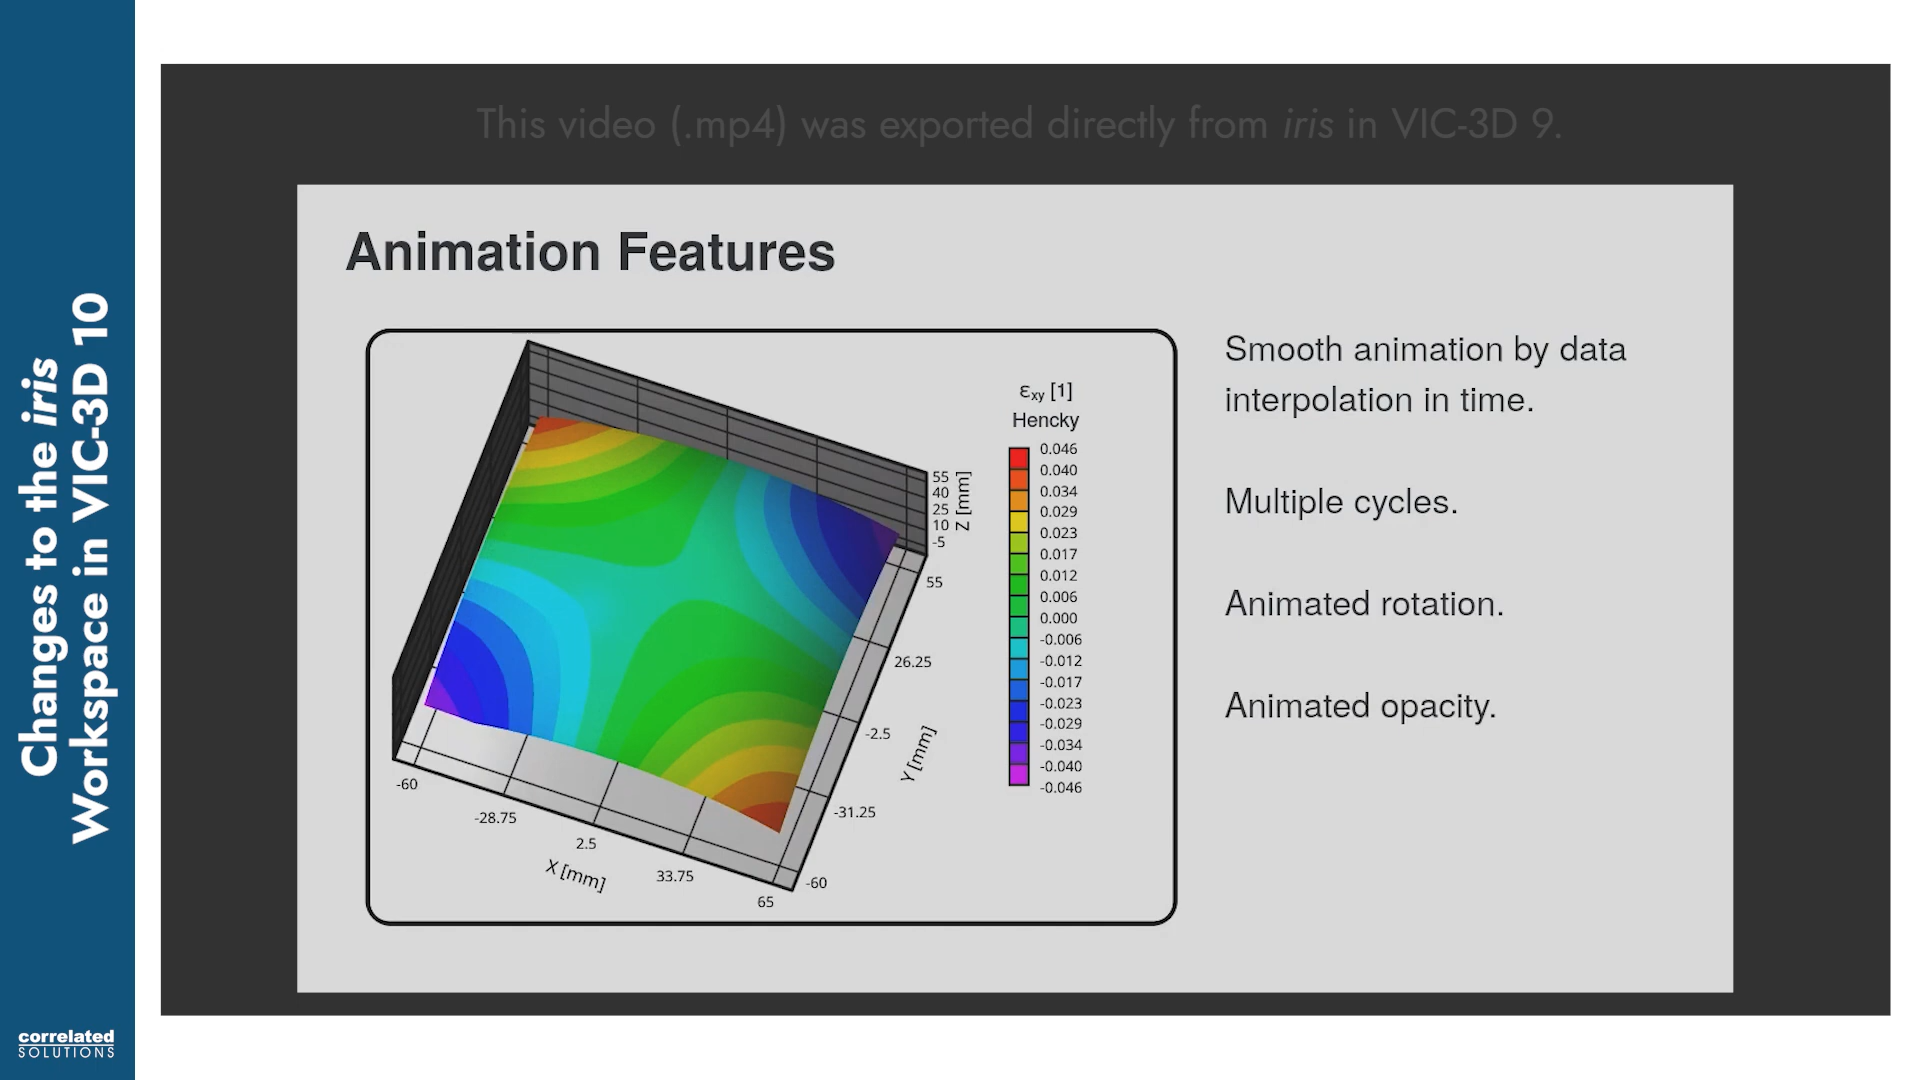 Changes to the iris
Workspace in VIC-3D 10
correlated
SOLUTIONS
This video (.mp4) was exported directly from iris in VIC-3D 9.
Animation Features
Smooth animation by data
interpolation in time.
Multiple cycles.
Animated rotation.
Animated opacity.
εxy [1]
Hencky
0.046
0.040
0.034
0.029
0.023
0.017
0.012
0.006
0.000
-0.006
-0.012
-0.017
-0.023
-0.029
-0.034
-0.040
-0.046
55
40
25
10
-5
Z [mm]
55
26.25
-2.5
-31.25
-60
Y [mm]
-60
-28.75
2.5
33.75
65
X [mm]